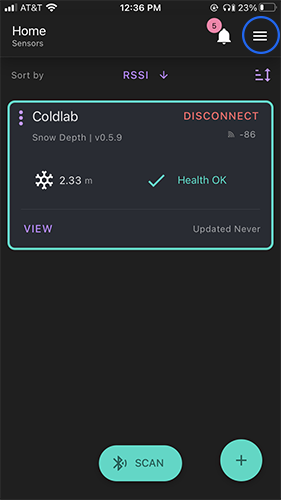 AT&T 12:36 PM 23%
Home
Sensors
5
Sort by RSSI
Coldlab DISCONNECT
Snow Depth | v0.5.9 -86
2.33 m Health OK
VIEW Updated Never
SCAN